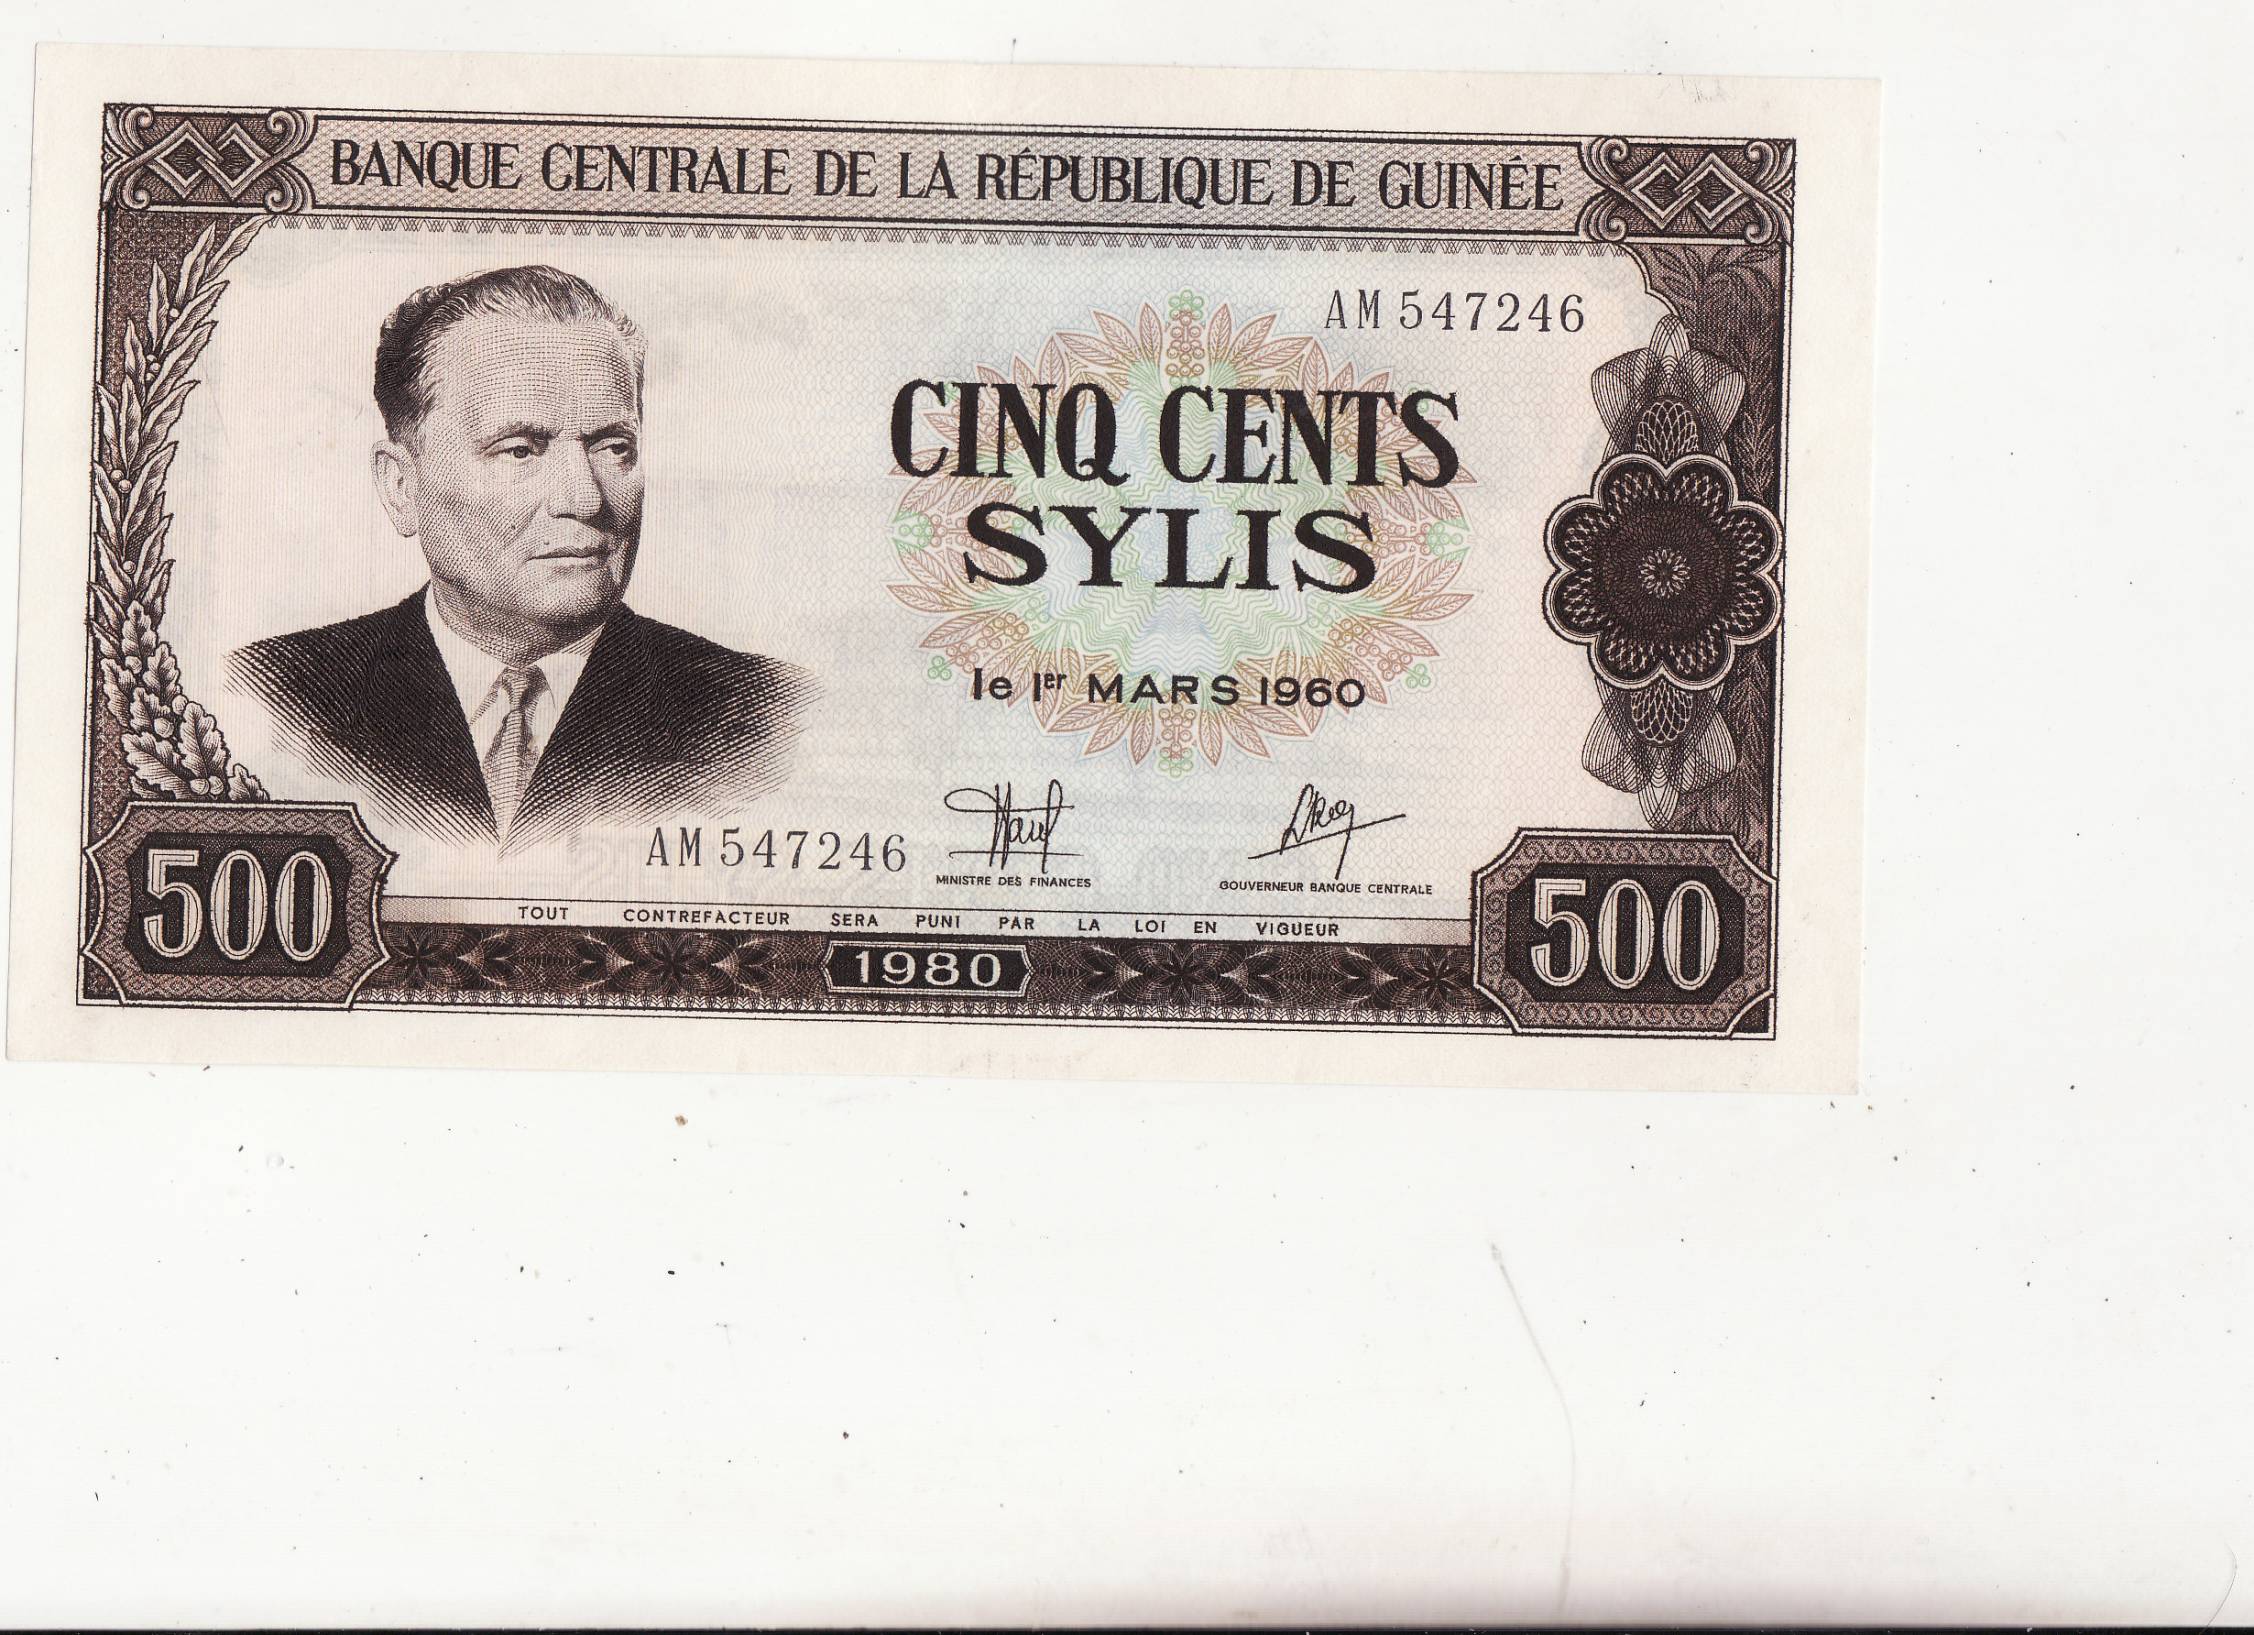 BANQUE CENTRALE DE LA RÉPUBLIQUE DE GUINÉE
AM 547246
CINQ CENTS
SYLIS
le 1er MARS 1960
AM 547246
MINISTRE DES FINANCES
GOUVERNEUR BANQUE CENTRALE
TOUT CONTREFACTEUR SERA PUNI PAR LA LOI EN VIGUEUR
500
1980
500